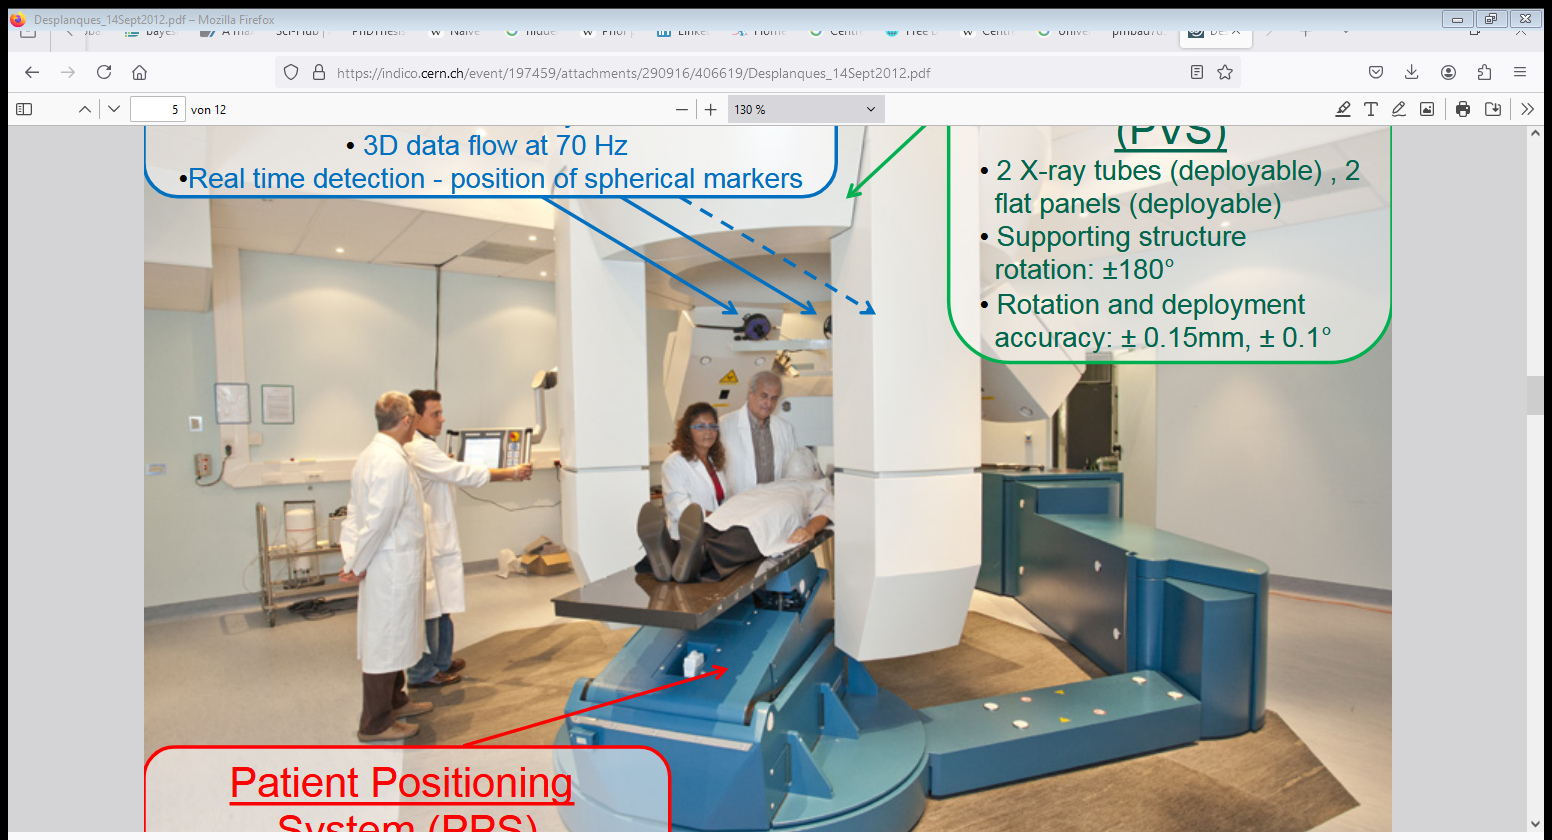 Desplanques_14Sept2012.pdf – Mozilla Firefox
https://indico.cern.ch/event/197459/attachments/290916/406619/Desplanques_14Sept2012.pdf
5 von 12
130 %
• 3D data flow at 70 Hz
•Real time detection - position of spherical markers
(PVS)
• 2 X-ray tubes (deployable) , 2
flat panels (deployable)
• Supporting structure
rotation: ±180°
• Rotation and deployment
accuracy: ± 0.15mm, ± 0.1°
Patient Positioning
System (PPS)